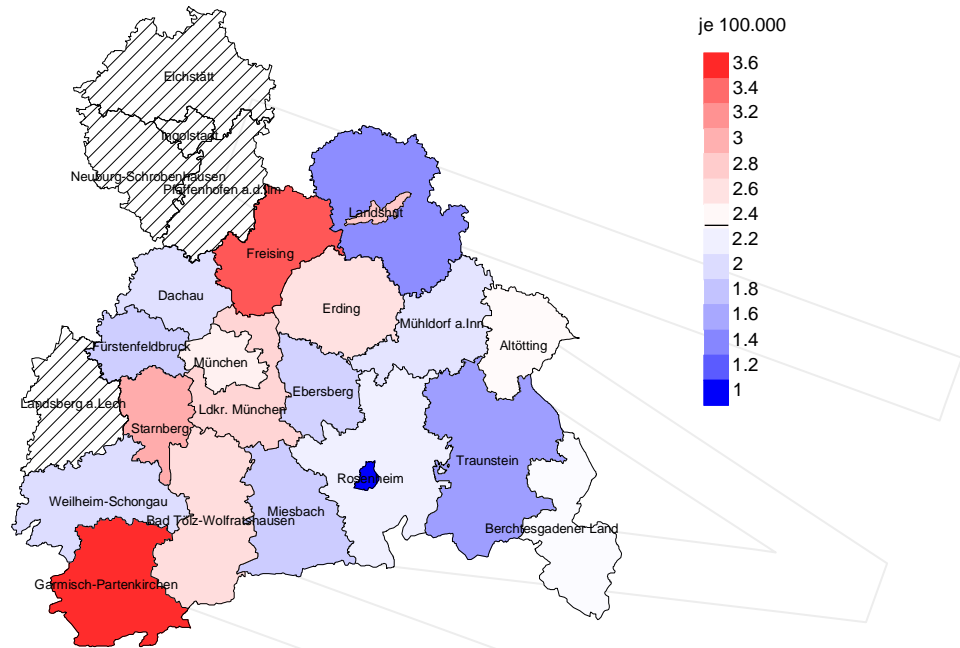 je 100.000
3.6
3.4
3.2
3
2.8
2.6
2.4
2.2
2
1.8
1.6
1.4
1.2
1
Eichstätt
Ingolstadt
Neuburg-Schrobenhausen
Pfaffenhofen a.d.Ilm
Landshut
Freising
Dachau
Erding
Mühldorf a.Inn
Fürstenfeldbruck
München
Altötting
Ebersberg
Landsberg a.Lech
Ldkr. München
Starnberg
Traunstein
Rosenheim
Weilheim-Schongau
Miesbach
Bad Tölz-Wolfratshausen
Berchtesgadener Land
Garmisch-Partenkirchen